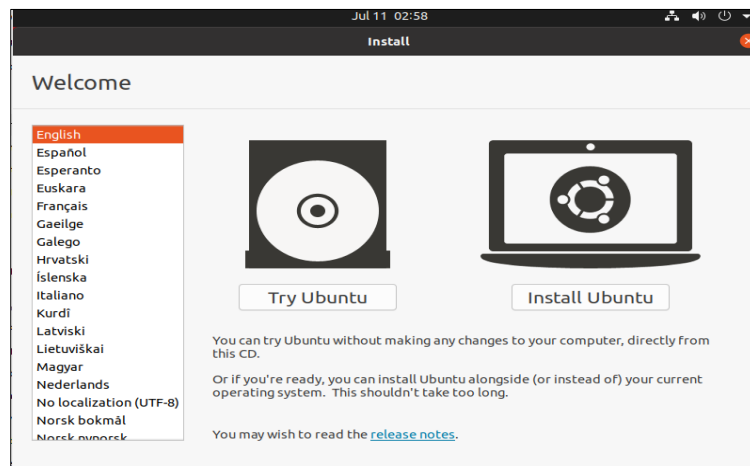 Jul 11 02:58
Install
Welcome
English
Español
Esperanto
Euskara
Français
Gaeilge
Galego
Hrvatski
Íslenska
Italiano
Kurdî
Latviski
Lietuviškai
Magyar
Nederlands
No localization (UTF-8)
Norsk bokmål
Norsk nynorsk
Try Ubuntu
Install Ubuntu
You can try Ubuntu without making any changes to your computer, directly from
this CD.
Or if you're ready, you can install Ubuntu alongside (or instead of) your current
operating system. This shouldn't take too long.
You may wish to read the release notes.